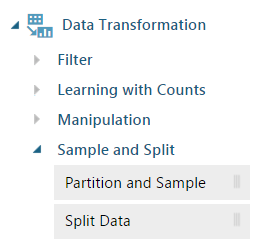 Data Transformation
Filter
Learning with Counts
Manipulation
Sample and Split
Partition and Sample
Split Data